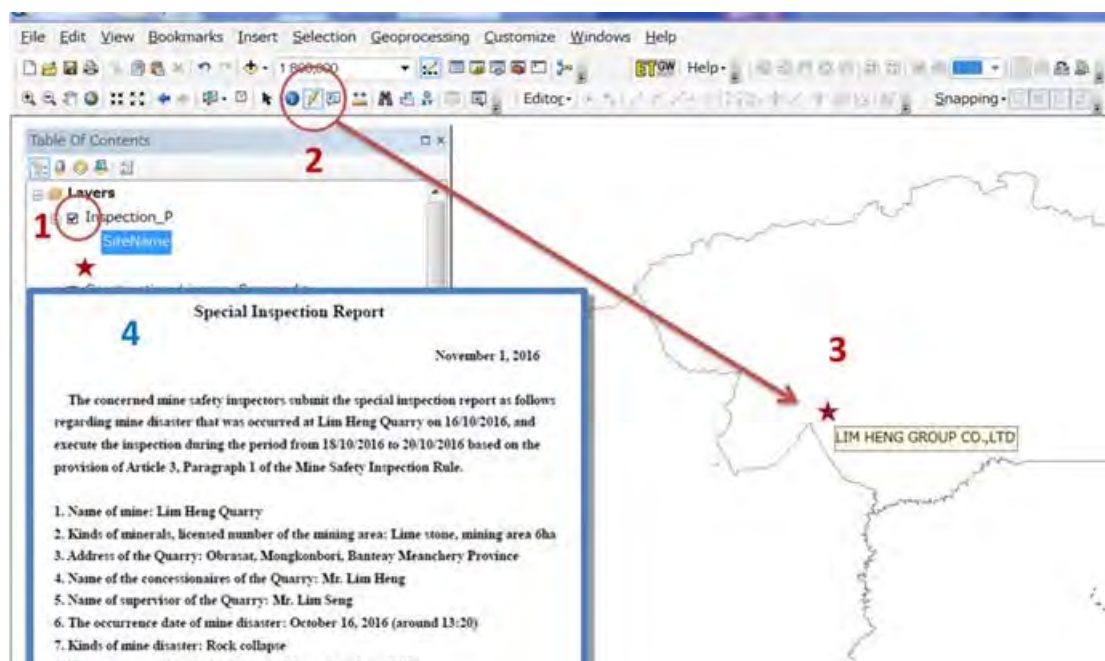 File Edit View Bookmarks Insert Selection Geoprocessing Customize Windows Help
ET GW Help
Editor Snapping
Table Of Contents
2
Layers
1
Inspection_P
SiteName
4
Special Inspection Report
November 1, 2016
The concerned mine safety inspectors submit the special inspection report as follows
regarding mine disaster that was occurred at Lim Heng Quarry on 16/10/2016, and
execute the inspection during the period from 18/10/2016 to 20/10/2016 based on the
provision of Article 3, Paragraph 1 of the Mine Safety Inspection Rule.
1. Name of mine: Lim Heng Quarry
2. Kinds of minerals, licensed number of the mining area: Lime stone, mining area 6ha
3. Address of the Quarry: Obrasat, Mongkonbori, Banteay Meanchery Province
4. Name of the concessionaires of the Quarry: Mr. Lim Heng
5. Name of supervisor of the Quarry: Mr. Lim Seng
6. The occurrence date of mine disaster: October 16, 2016 (around 13:20)
7. Kinds of mine disaster: Rock collapse
3
LIM HENG GROUP CO.,LTD